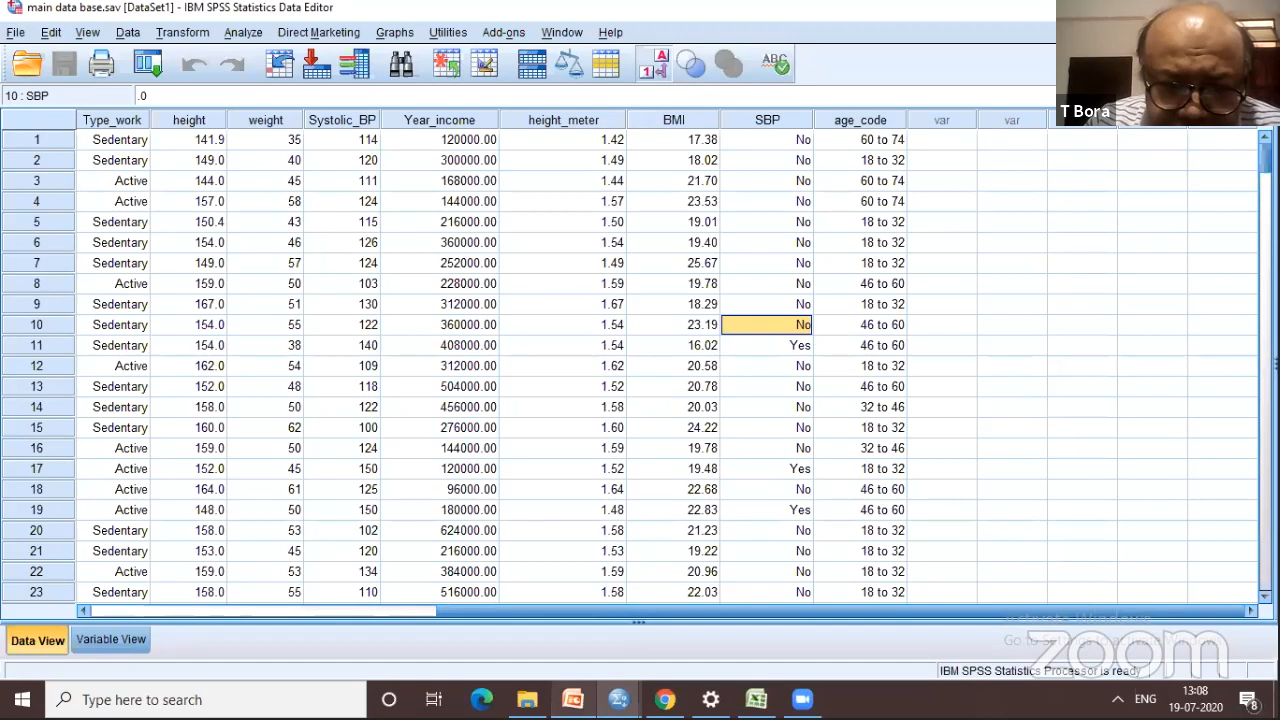 main data base.sav [DataSet1] - IBM SPSS Statistics Data Editor
File Edit View Data Transform Analyze Direct Marketing Graphs Utilities Add-ons Window Help
10 : SBP .0
T Bora
Type_work height weight Systolic_BP Year_income height_meter BMI SBP age_code var var
1 Sedentary 141.9 35 114 120000.00 1.42 17.38 No 60 to 74
2 Sedentary 149.0 40 120 300000.00 1.49 18.02 No 18 to 32
3 Active 144.0 45 111 168000.00 1.44 21.70 No 60 to 74
4 Active 157.0 58 124 144000.00 1.57 23.53 No 60 to 74
5 Sedentary 150.4 43 115 216000.00 1.50 19.01 No 18 to 32
6 Sedentary 154.0 46 126 360000.00 1.54 19.40 No 18 to 32
7 Sedentary 149.0 57 124 252000.00 1.49 25.67 No 18 to 32
8 Active 159.0 50 103 228000.00 1.59 19.78 No 46 to 60
9 Sedentary 167.0 51 130 312000.00 1.67 18.29 No 18 to 32
10 Sedentary 154.0 55 122 360000.00 1.54 23.19 No 46 to 60
11 Sedentary 154.0 38 140 408000.00 1.54 16.02 Yes 46 to 60
12 Active 162.0 54 109 312000.00 1.62 20.58 No 18 to 32
13 Sedentary 152.0 48 118 504000.00 1.52 20.78 No 46 to 60
14 Sedentary 158.0 50 122 456000.00 1.58 20.03 No 32 to 46
15 Sedentary 160.0 62 100 276000.00 1.60 24.22 No 18 to 32
16 Active 159.0 50 124 144000.00 1.59 19.78 No 32 to 46
17 Active 152.0 45 150 120000.00 1.52 19.48 Yes 18 to 32
18 Active 164.0 61 125 96000.00 1.64 22.68 No 46 to 60
19 Active 148.0 50 150 180000.00 1.48 22.83 Yes 46 to 60
20 Sedentary 158.0 53 102 624000.00 1.58 21.23 No 18 to 32
21 Sedentary 153.0 45 120 216000.00 1.53 19.22 No 18 to 32
22 Active 159.0 53 134 384000.00 1.59 20.96 No 18 to 32
23 Sedentary 158.0 55 110 516000.00 1.58 22.03 No 18 to 32
Data View Variable View
zoom
IBM SPSS Statistics Processor is ready
Type here to search
ENG
13:08
19-07-2020
8